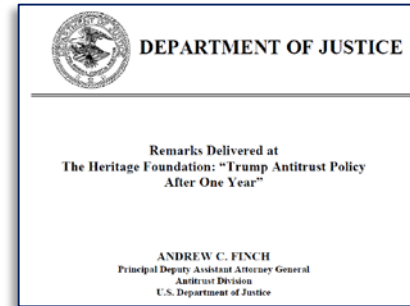 DEPARTMENT OF JUSTICE
Remarks Delivered at
The Heritage Foundation: “Trump Antitrust Policy
After One Year”
ANDREW C. FINCH
Principal Deputy Assistant Attorney General
Antitrust Division
U.S. Department of Justice